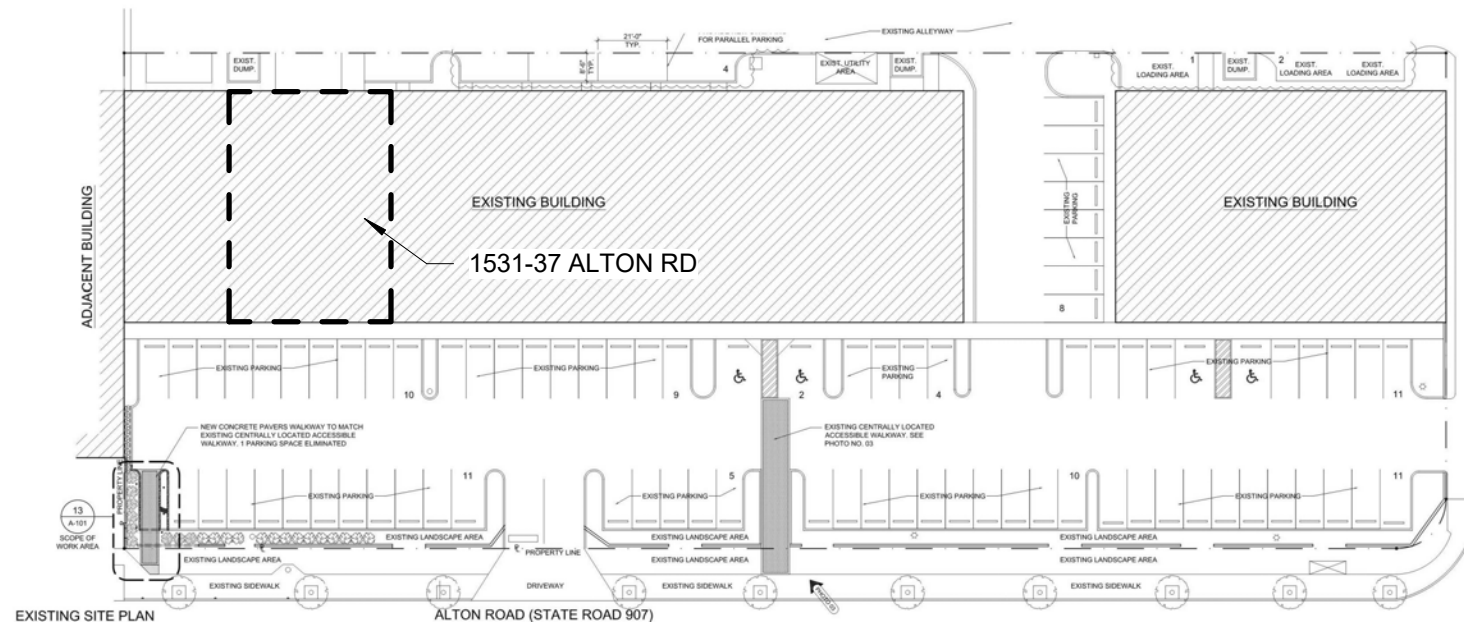 21'-0"
TYP.
FOR PARALLEL PARKING
EXISTING ALLEYWAY
EXIST.
DUMP.
8'-6"
TYP.
4
EXIST. UTILITY
AREA
EXIST.
DUMP.
1
EXIST.
LOADING AREA
EXIST.
DUMP.
2
EXIST.
LOADING AREA
EXIST.
LOADING AREA
ADJACENT BUILDING
EXISTING BUILDING
1531-37 ALTON RD
EXISTING
PARKING
8
EXISTING BUILDING
EXISTING PARKING
10
EXISTING PARKING
9
2
EXISTING
PARKING
4
EXISTING PARKING
11
NEW CONCRETE PAVERS WALKWAY TO MATCH
EXISTING CENTRALLY LOCATED ACCESSIBLE
WALKWAY. 1 PARKING SPACE ELIMINATED
EXISTING CENTRALLY LOCATED
ACCESSIBLE WALKWAY. SEE
PHOTO NO. 03
PROPERTY LINE
13
A-101
SCOPE OF
WORK AREA
EXISTING PARKING
11
EXISTING PARKING
5
EXISTING PARKING
10
EXISTING PARKING
11
EXISTING LANDSCAPE AREA
EXISTING LANDSCAPE AREA
EXISTING LANDSCAPE AREA
PROPERTY LINE
EXISTING LANDSCAPE AREA
EXISTING LANDSCAPE AREA
EXISTING LANDSCAPE AREA
EXISTING SIDEWALK
DRIVEWAY
EXISTING SIDEWALK
PHOTO 03
EXISTING SIDEWALK
EXISTING SITE PLAN
ALTON ROAD (STATE ROAD 907)